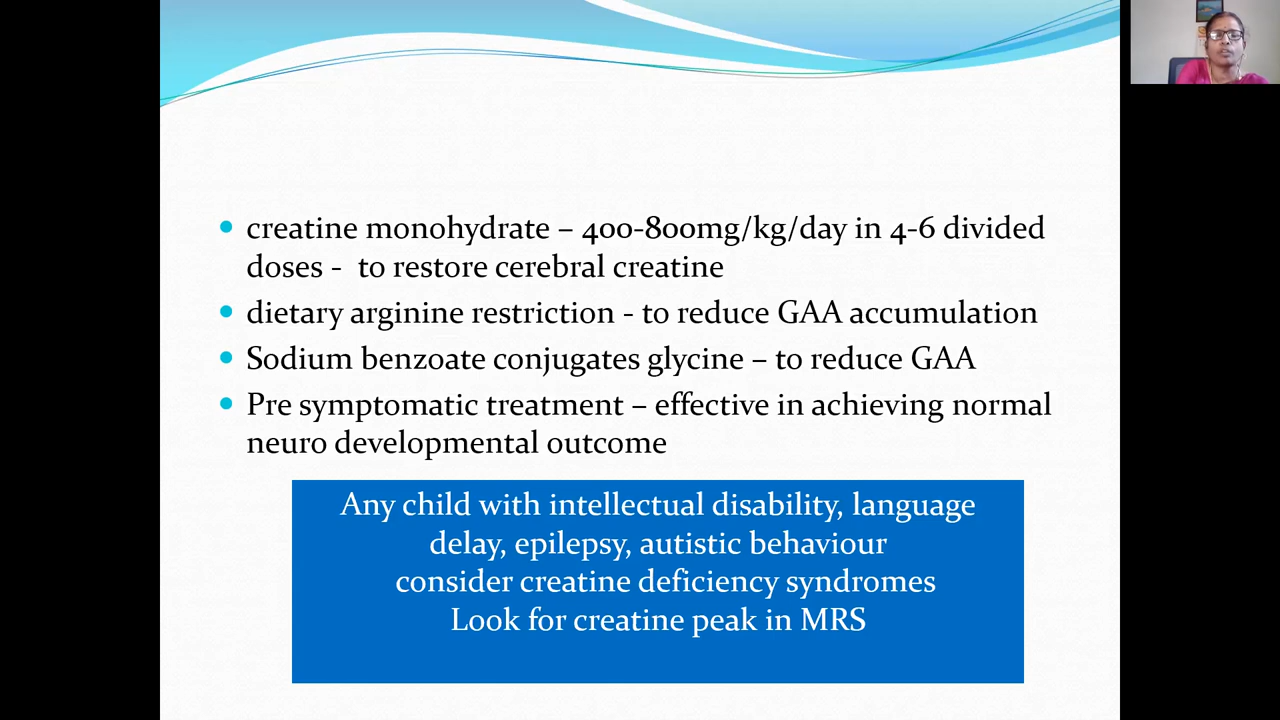 creatine monohydrate – 400-800mg/kg/day in 4-6 divided
doses -  to restore cerebral creatine
dietary arginine restriction - to reduce GAA accumulation
Sodium benzoate conjugates glycine – to reduce GAA
Pre symptomatic treatment – effective in achieving normal
neuro developmental outcome
Any child with intellectual disability, language
delay, epilepsy, autistic behaviour
consider creatine deficiency syndromes
Look for creatine peak in MRS